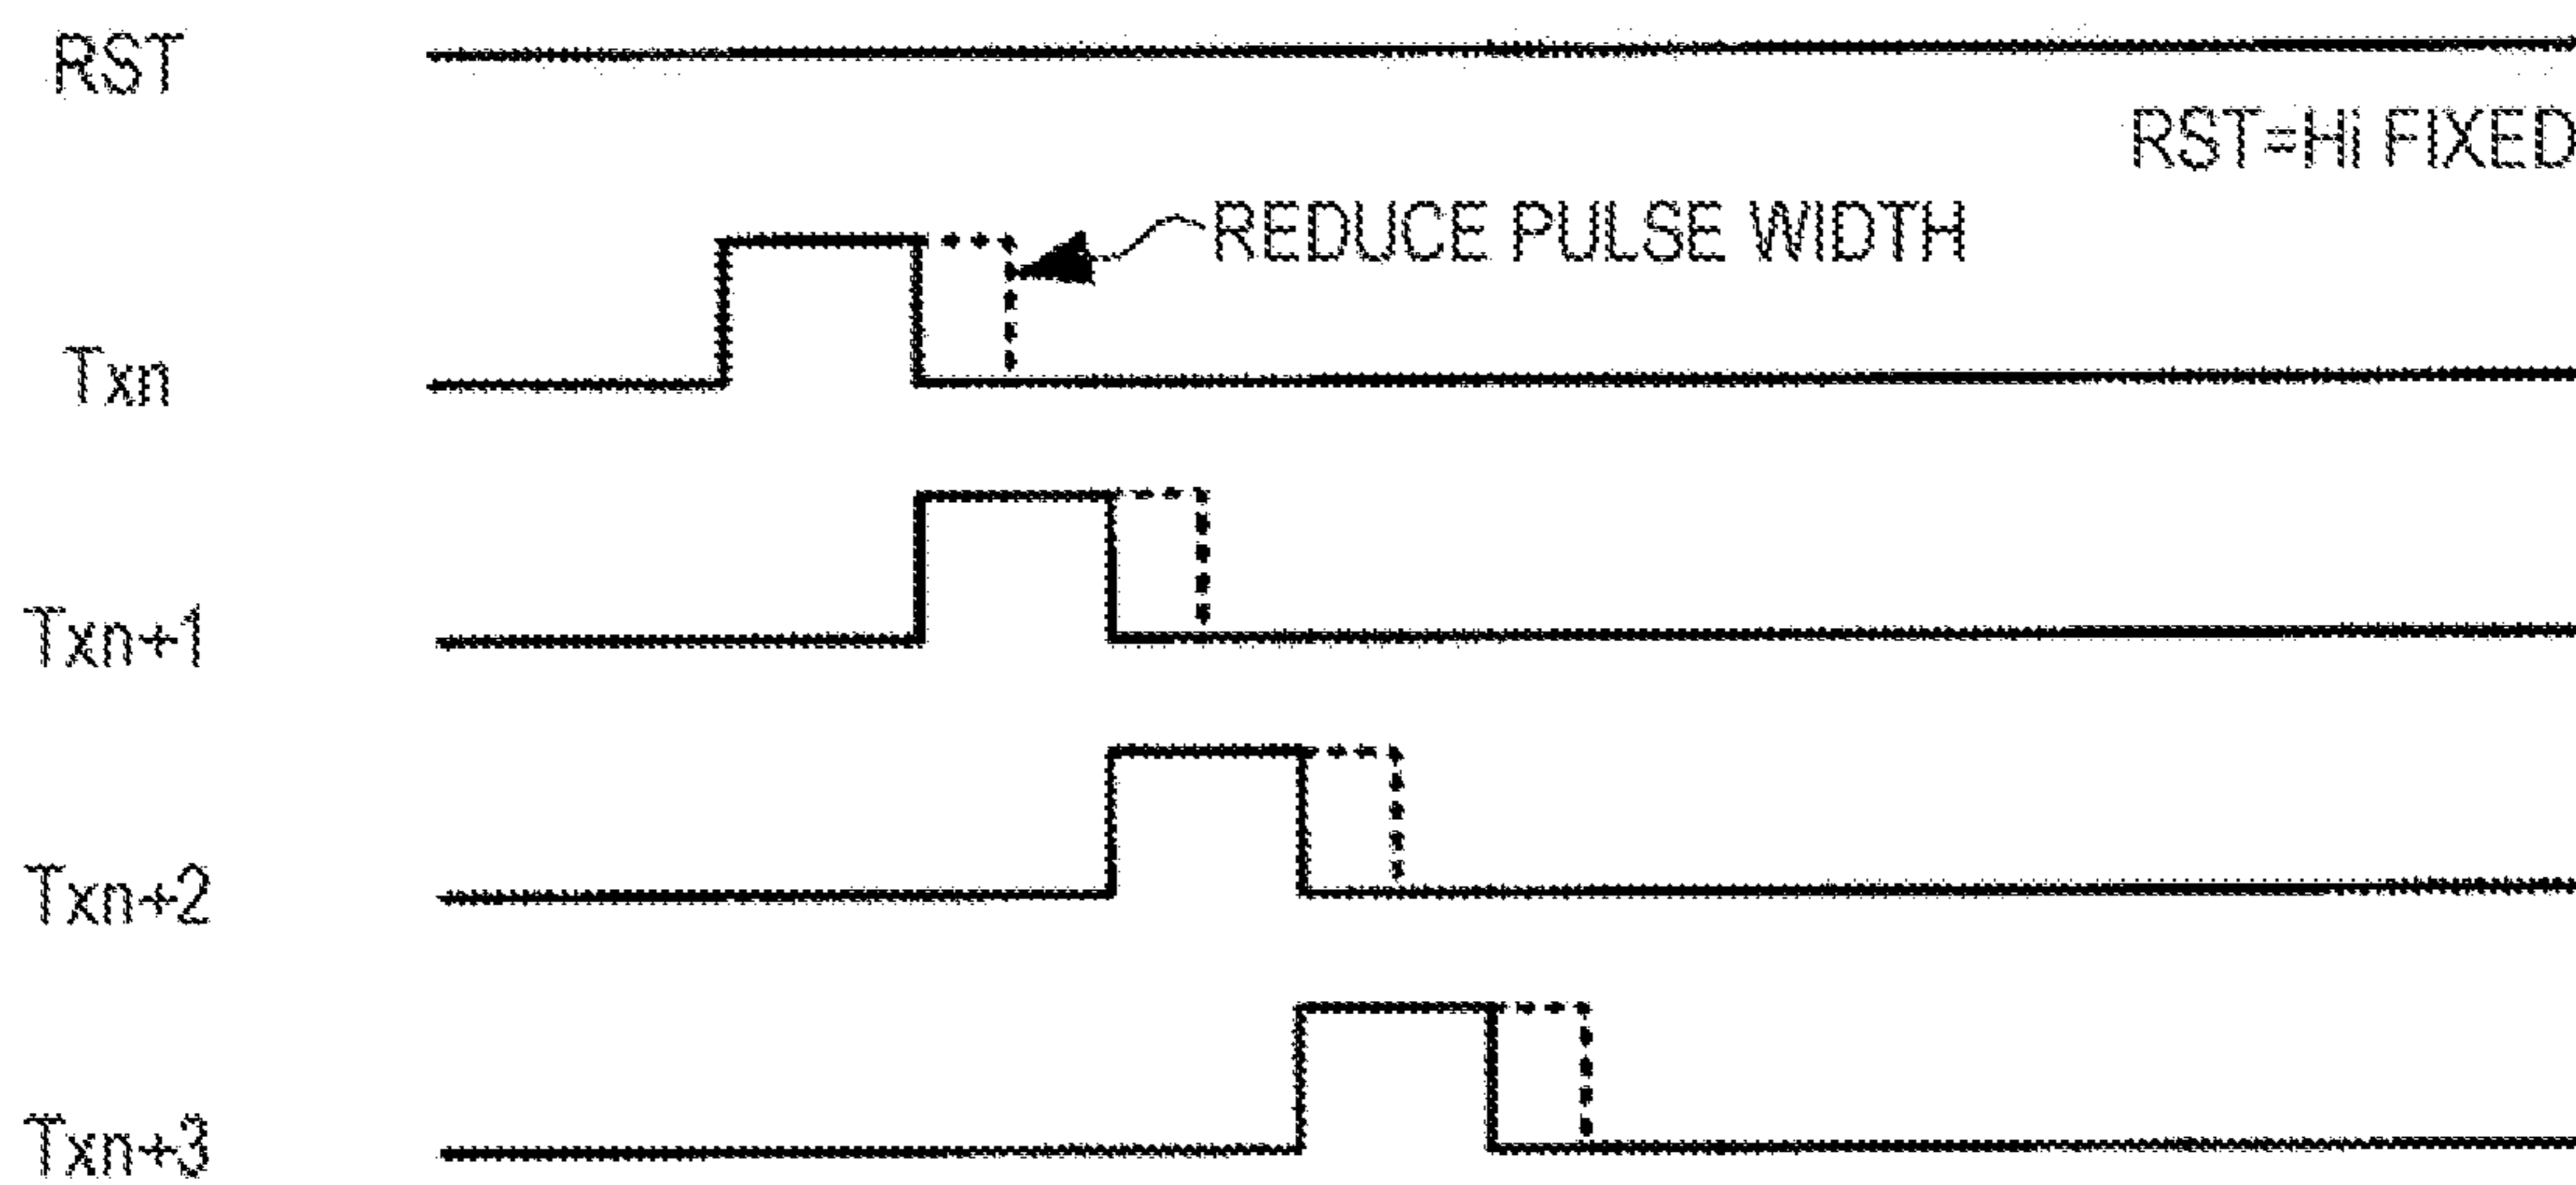 RST
RST=Hi FIXED
REDUCE PULSE WIDTH
Txn
Txn+1
Txn+2
Txn+3